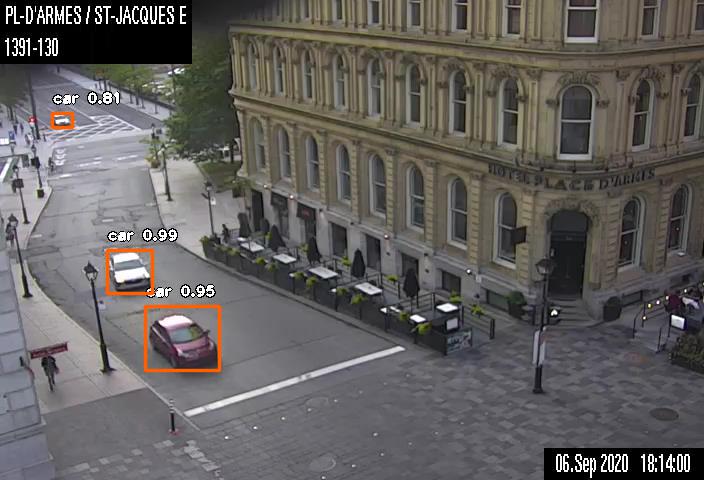 PL-D'ARMES / ST-JACQUES E
1391-130
car 0.81
car 0.99
car 0.95
HOTEL PLACE D'ARMES
06.Sep 2020 18:14:00